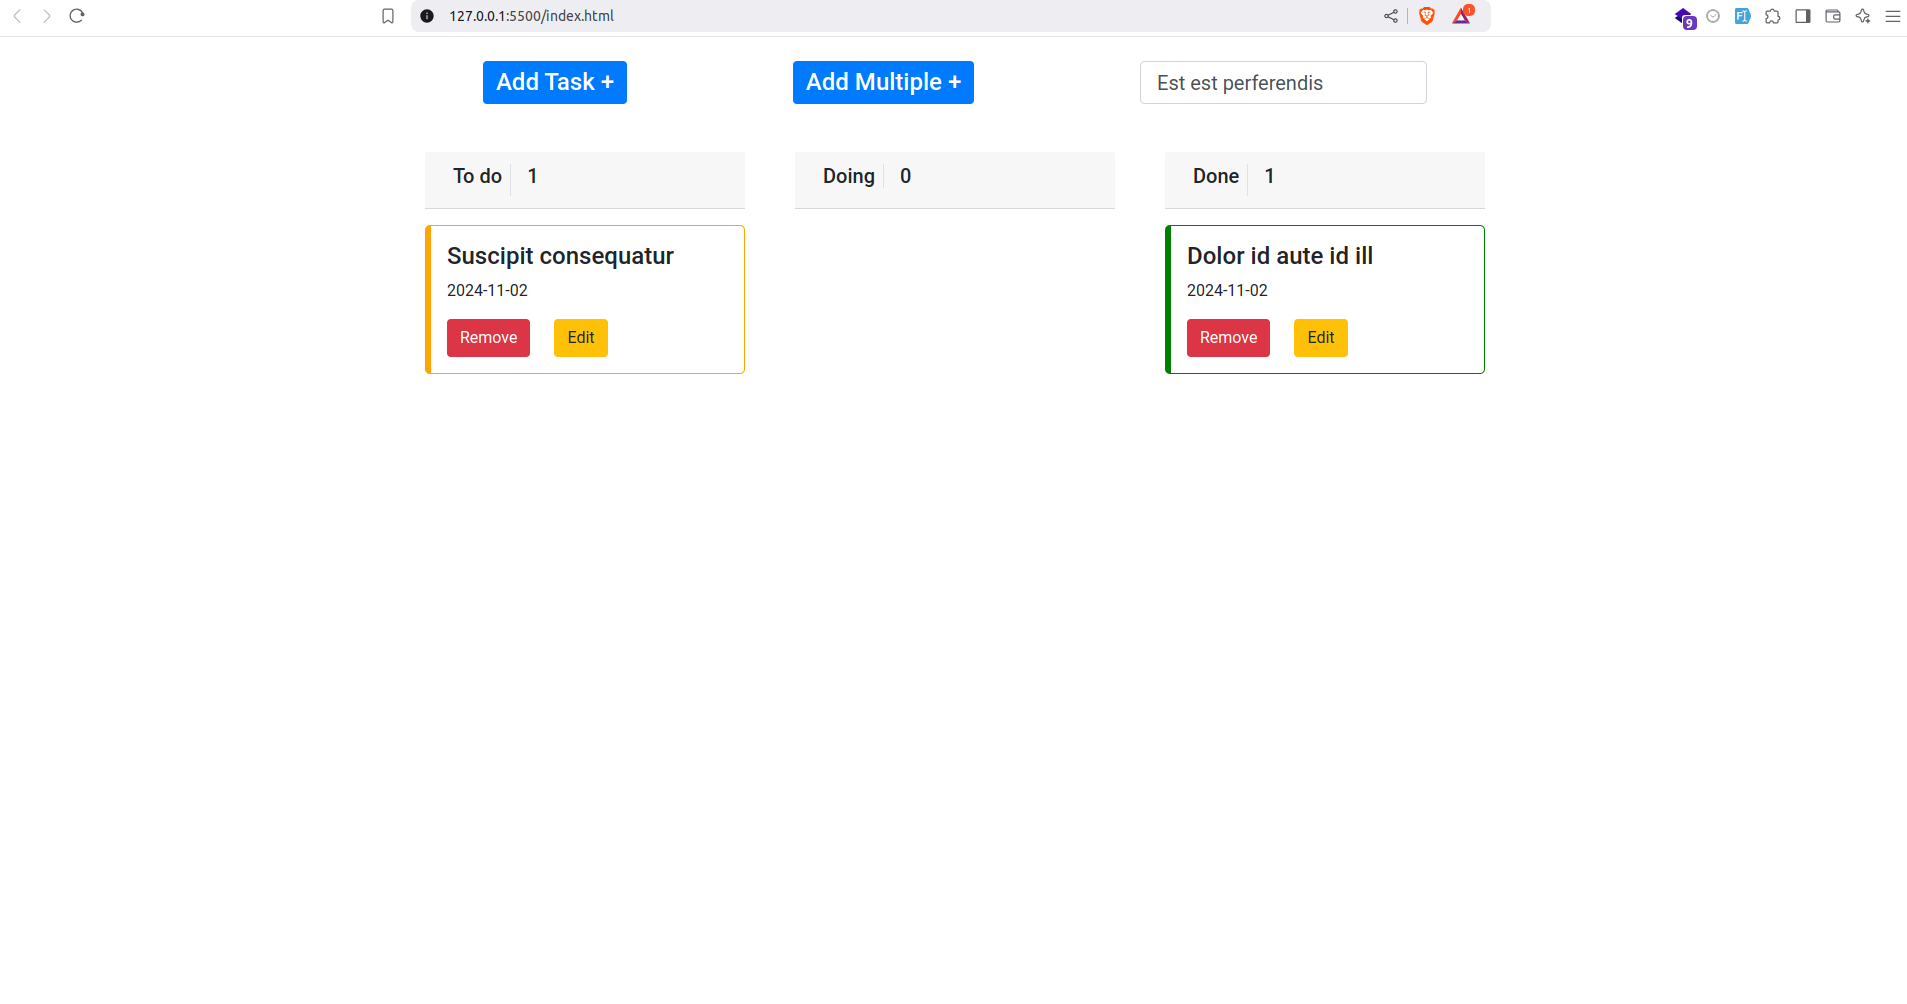 127.0.0.1:5500/index.html
1
9
Add Task +
Add Multiple +
Est est perferendis
To do 1
Doing 0
Done 1
Suscipit consequatur
2024-11-02
Remove Edit
Dolor id aute id ill
2024-11-02
Remove Edit